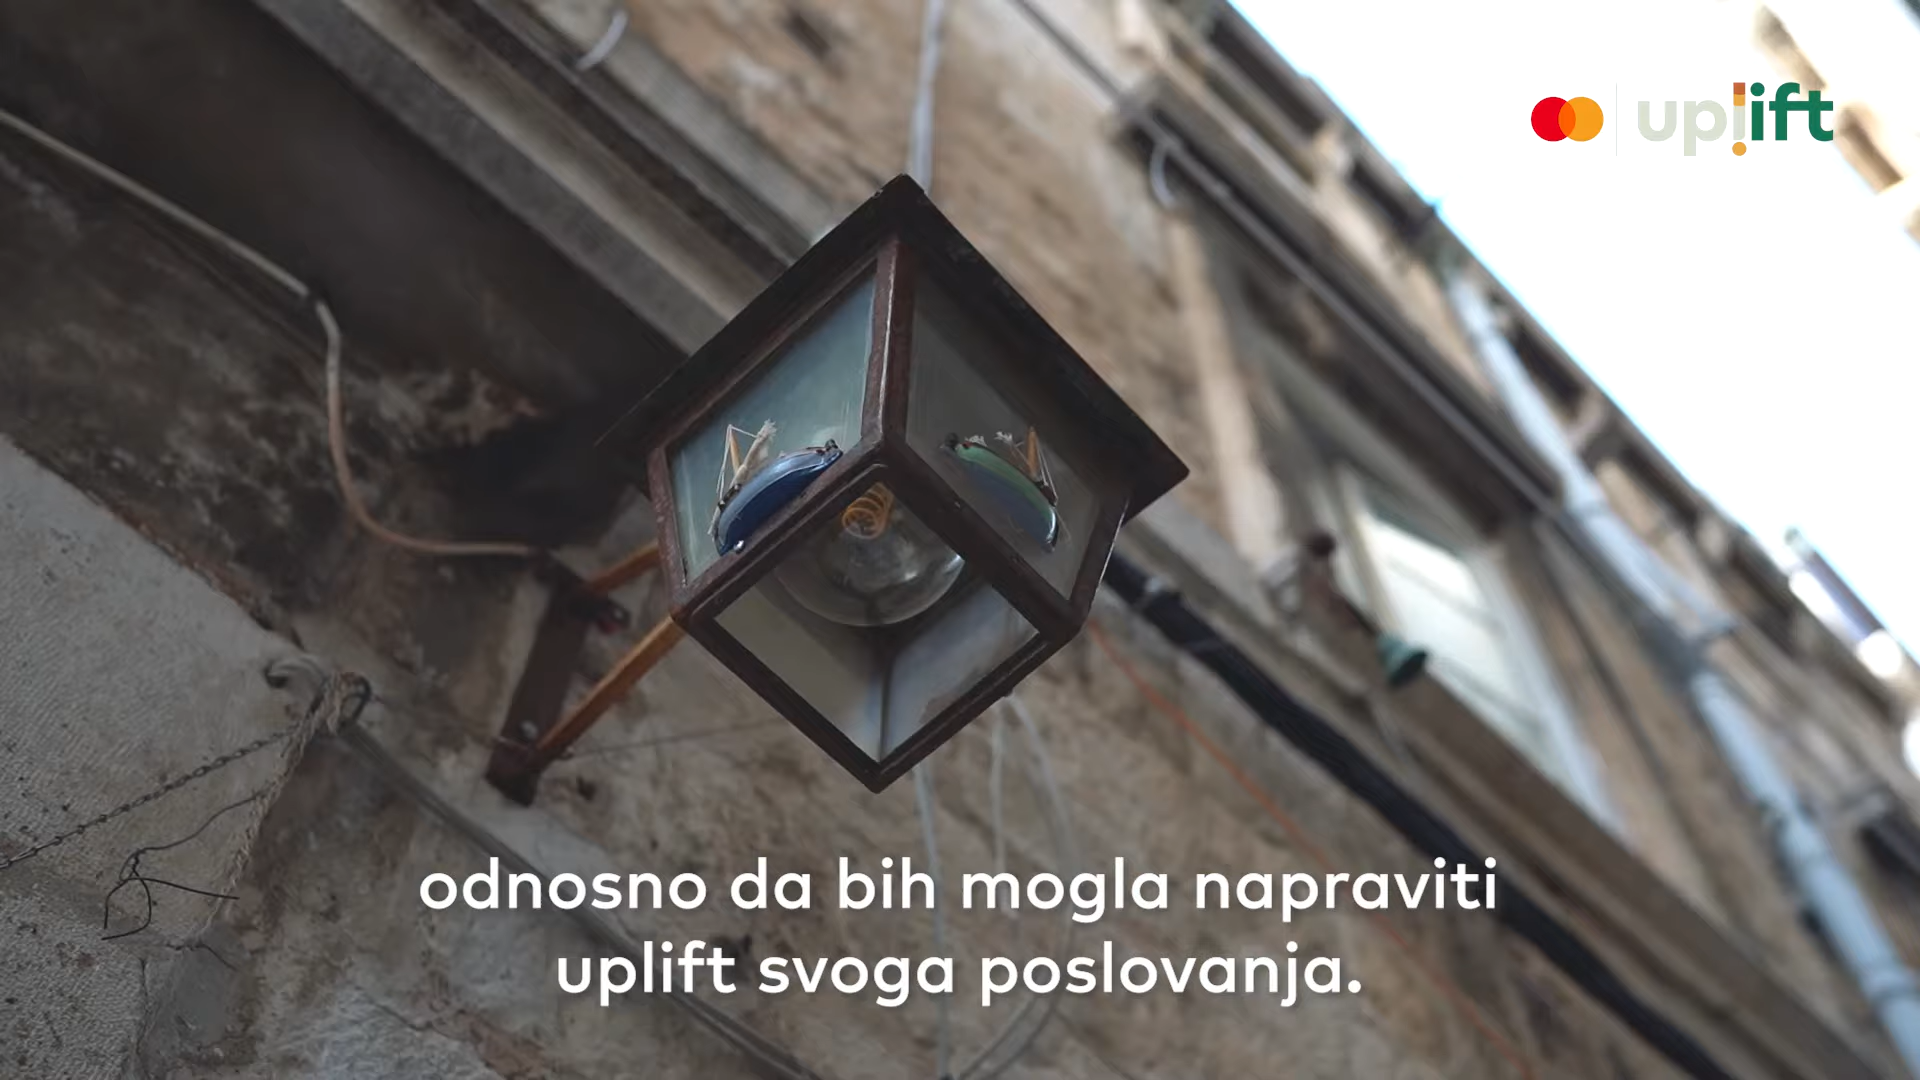 uplift
odnosno da bih mogla napraviti
uplift svoga poslovanja.